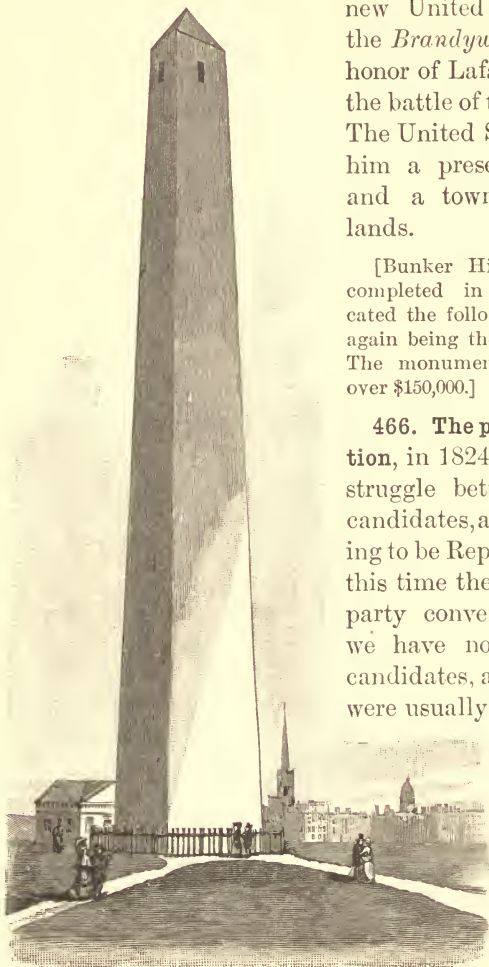 new United
the Brandyw
honor of Lafa
the battle of t
The United S
him a prese
and a town
lands.
[Bunker Hi
completed in
cated the follo
again being th
The monumen
over $150,000.]
466. The p
tion, in 1824
struggle bet
candidates, a
ing to be Rep
this time the
party conve
we have no
candidates, a
were usually